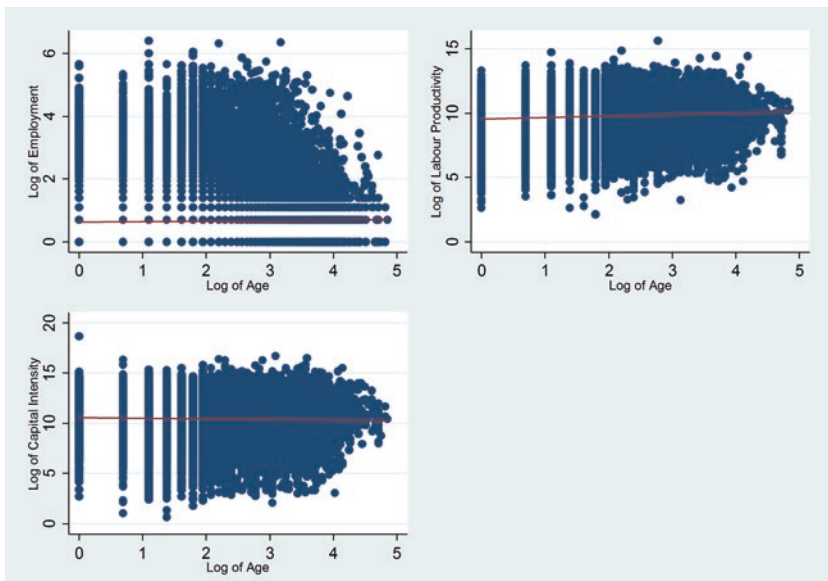 Log of Employment
6
4
2
0
0 1 2 3 4 5
Log of Age
Log of Labour Productivity
15
10
5
0
0 1 2 3 4 5
Log of Age
Log of Capital Intensity
20
15
10
5
0
0 1 2 3 4 5
Log of Age